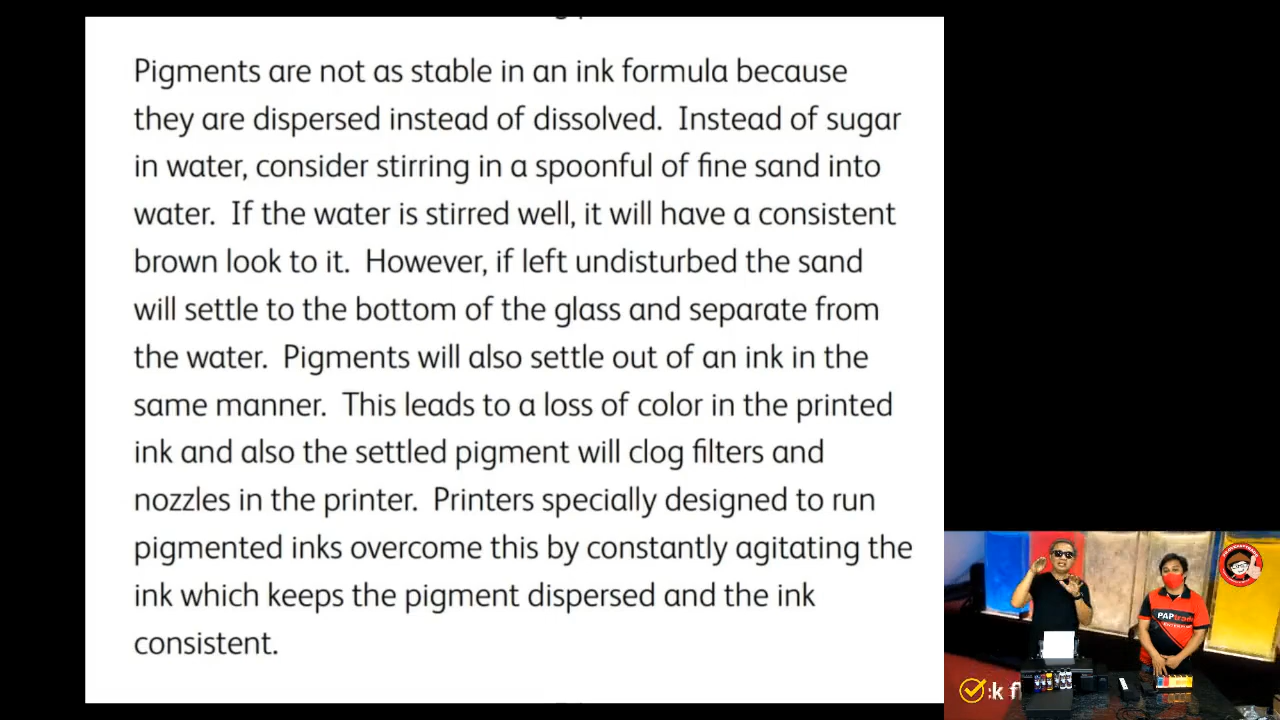 Pigments are not as stable in an ink formula because
they are dispersed instead of dissolved.  Instead of sugar
in water, consider stirring in a spoonful of fine sand into
water.  If the water is stirred well, it will have a consistent
brown look to it.  However, if left undisturbed the sand
will settle to the bottom of the glass and separate from
the water.  Pigments will also settle out of an ink in the
same manner.  This leads to a loss of color in the printed
ink and also the settled pigment will clog filters and
nozzles in the printer.  Printers specially designed to run
pigmented inks overcome this by constantly agitating the
ink which keeps the pigment dispersed and the ink
consistent.